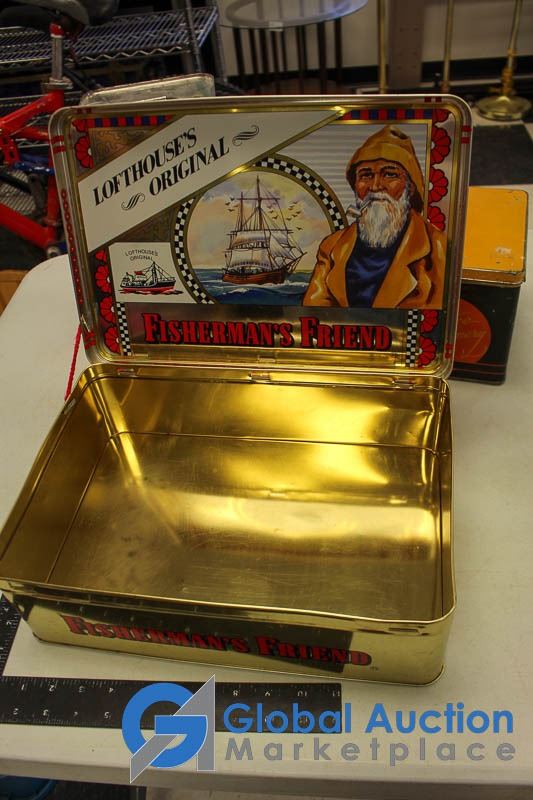 LOFTHOUSE'S
ORIGINAL
LOFTHOUSE'S
ORIGINAL
FISHERMAN'S FRIEND
FISHERMAN'S FRIEND
Global Auction
Marketplace